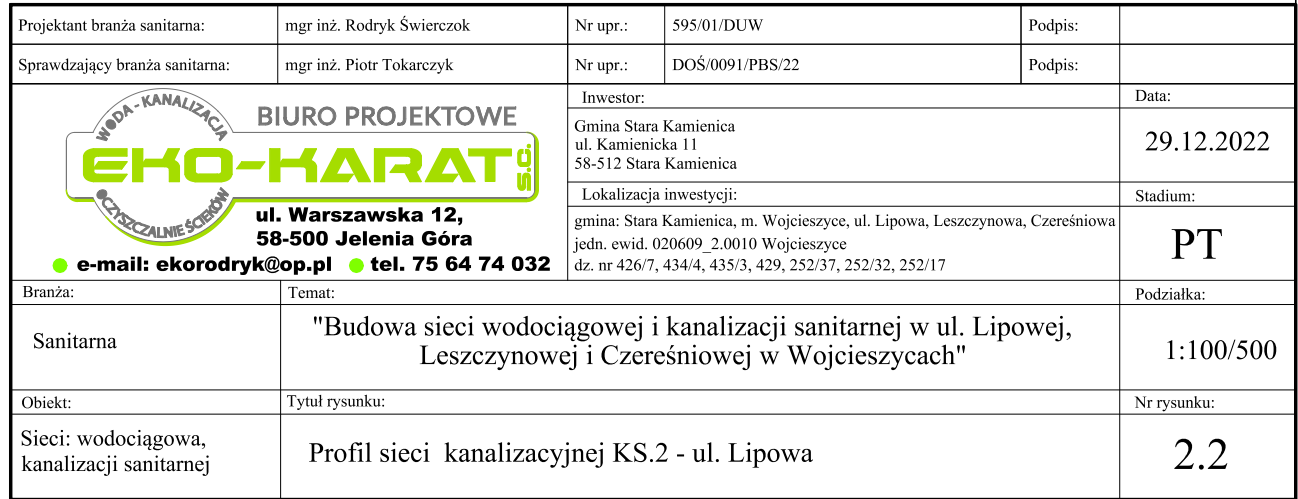 Projektant branża sanitarna: mgr inż. Rodryk Świerczok Nr upr.: 595/01/DUW Podpis:
Sprawdzający branża sanitarna: mgr inż. Piotr Tokarczyk Nr upr.: DOŚ/0091/PBS/22 Podpis:
WODA - KANALIZACJA
BIURO PROJEKTOWE
EKO-KARAT s.c.
OCZYSZCZALNIE ŚCIEKÓW
ul. Warszawska 12,
58-500 Jelenia Góra
e-mail: ekorodryk@op.pl tel. 75 64 74 032
Inwestor:
Gmina Stara Kamienica
ul. Kamienicka 11
58-512 Stara Kamienica
Data:
29.12.2022
Lokalizacja inwestycji:
gmina: Stara Kamienica, m. Wojcieszyce, ul. Lipowa, Leszczynowa, Czereśniowa
jedn. ewid. 020609_2.0010 Wojcieszyce
dz. nr 426/7, 434/4, 435/3, 429, 252/37, 252/32, 252/17
Stadium:
PT
Branża:
Sanitarna
Temat:
"Budowa sieci wodociągowej i kanalizacji sanitarnej w ul. Lipowej,
Leszczynowej i Czereśniowej w Wojcieszycach"
Podziałka:
1:100/500
Obiekt:
Sieci: wodociągowa,
kanalizacji sanitarnej
Tytuł rysunku:
Profil sieci kanalizacyjnej KS.2 - ul. Lipowa
Nr rysunku:
2.2